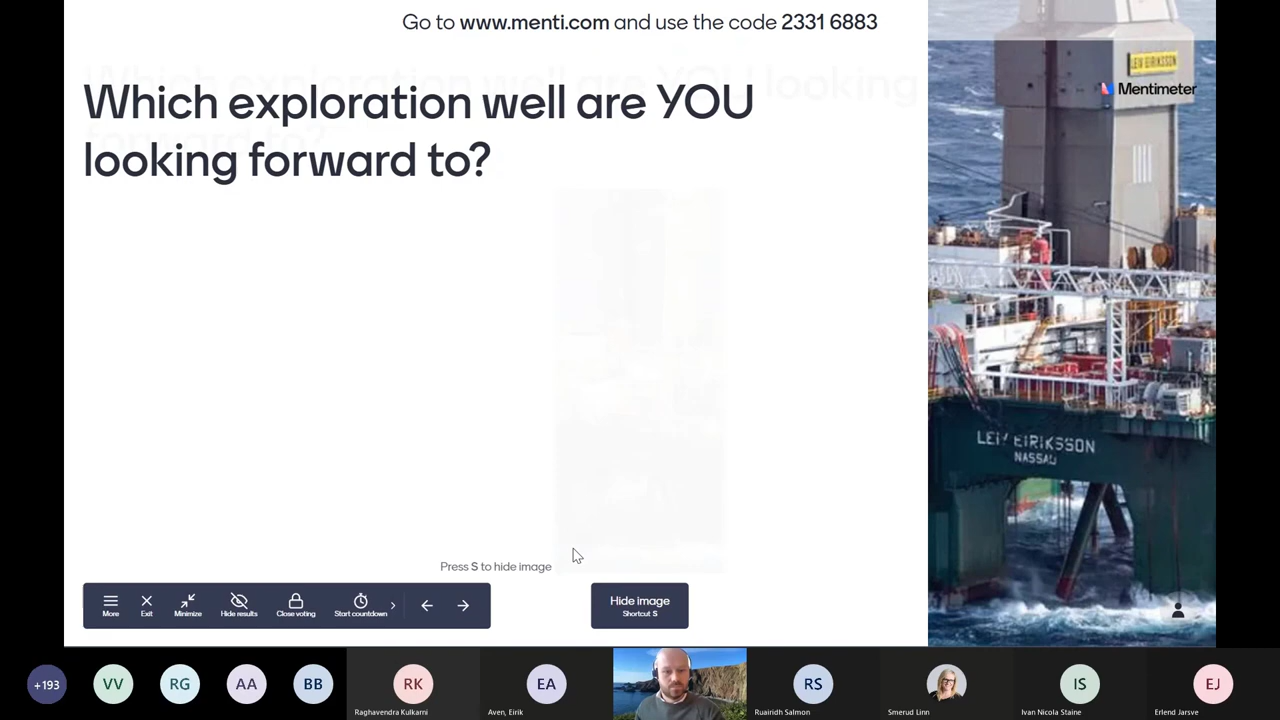 Go to www.menti.com and use the code 2331 6883
LEIV EIRIKSSON
Mentimeter
Which exploration well are YOU
looking forward to?
LEIV EIRIKSSON
NASSAU
Press S to hide image
More
Exit
Minimize
Hide results
Close voting
Start countdown
Hide image
Shortcut S
+193
VV
RG
AA
BB
RK
Raghavendra Kulkarni
EA
Aven, Eirik
RS
Ruairidh Salmon
Smerud Linn
IS
Ivan Nicola Staine
EJ
Erlend Jarsve